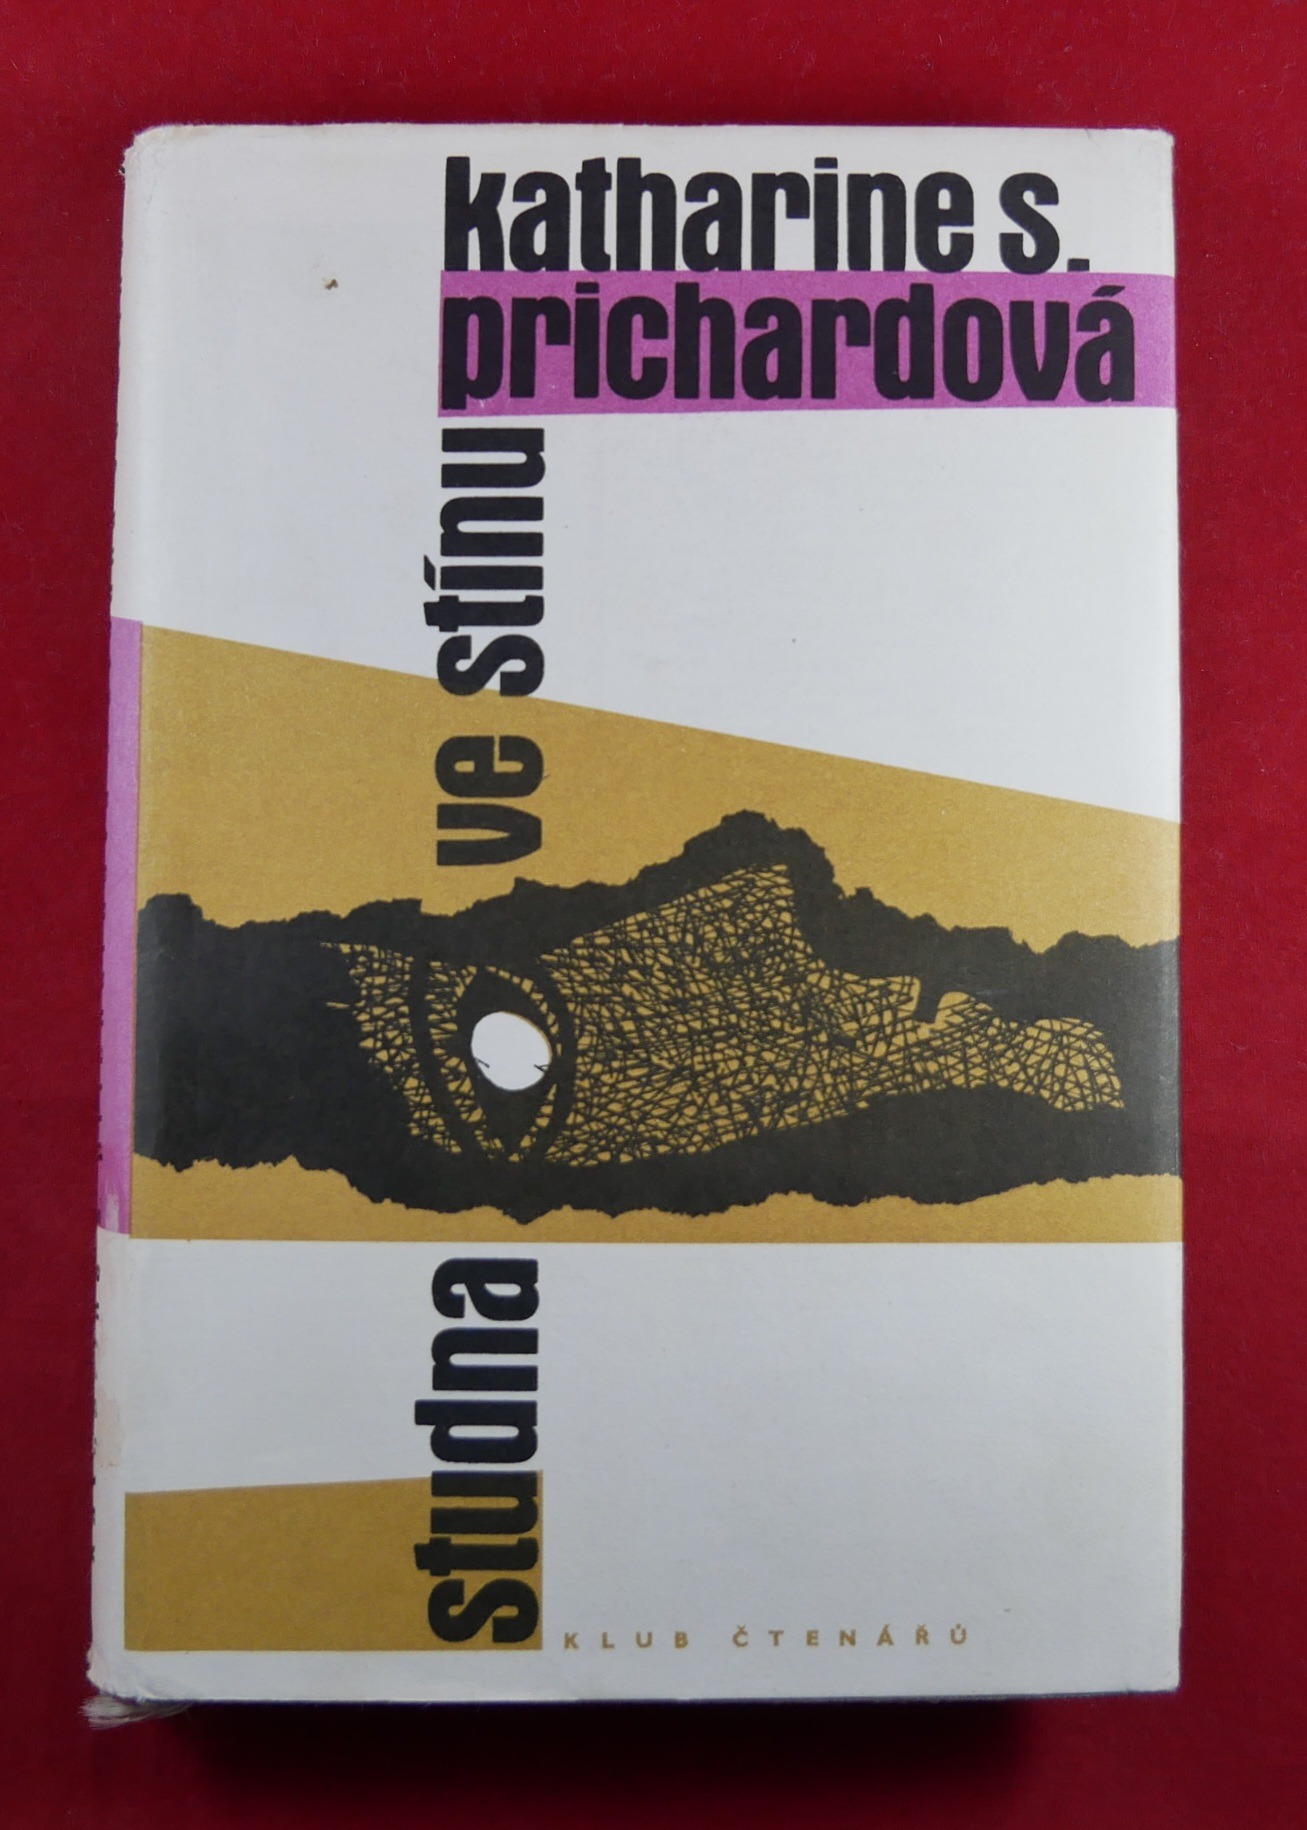 katharine s.
prichardová
studna ve stínu
KLUB ČTENÁŘŮ